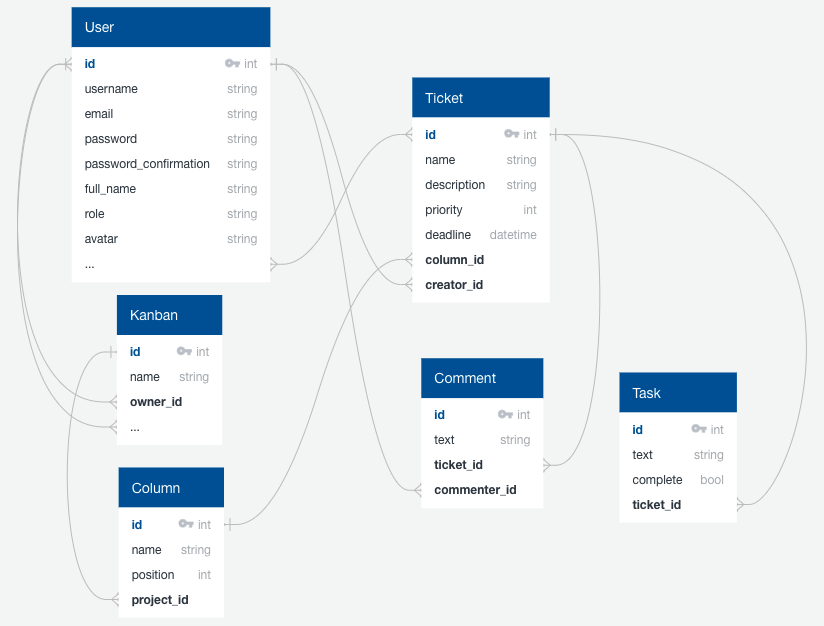 User
id int
username string
email string
password string
password_confirmation string
full_name string
role string
avatar string
...
Kanban
id int
name string
owner_id
...
Column
id int
name string
position int
project_id
Ticket
id int
name string
description string
priority int
deadline datetime
column_id
creator_id
Comment
id int
text string
ticket_id
commenter_id
Task
id int
text string
complete bool
ticket_id